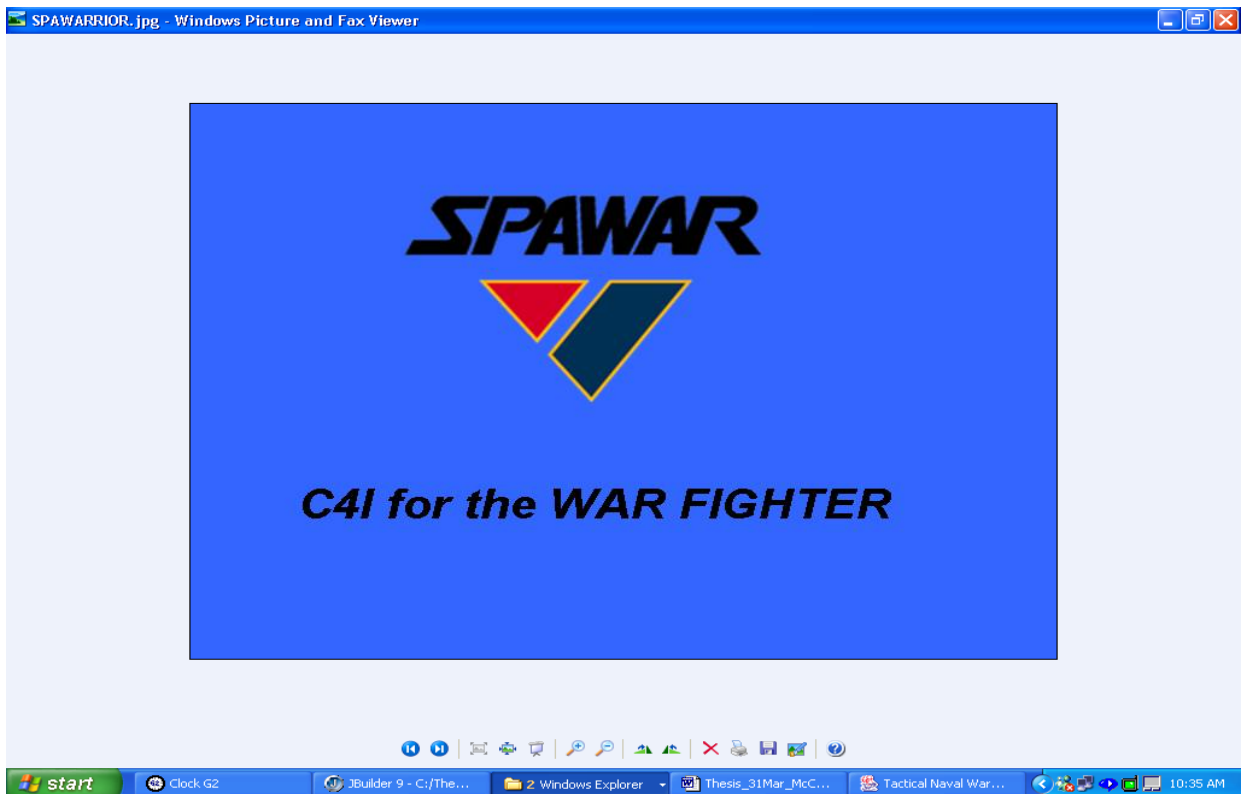 SPAWARRIOR.jpg - Windows Picture and Fax Viewer
SPAWAR
C4I for the WAR FIGHTER
start
Clock G2
JBuilder 9 - C:/The...
2 Windows Explorer
Thesis_31Mar_McC...
Tactical Naval War...
10:35 AM